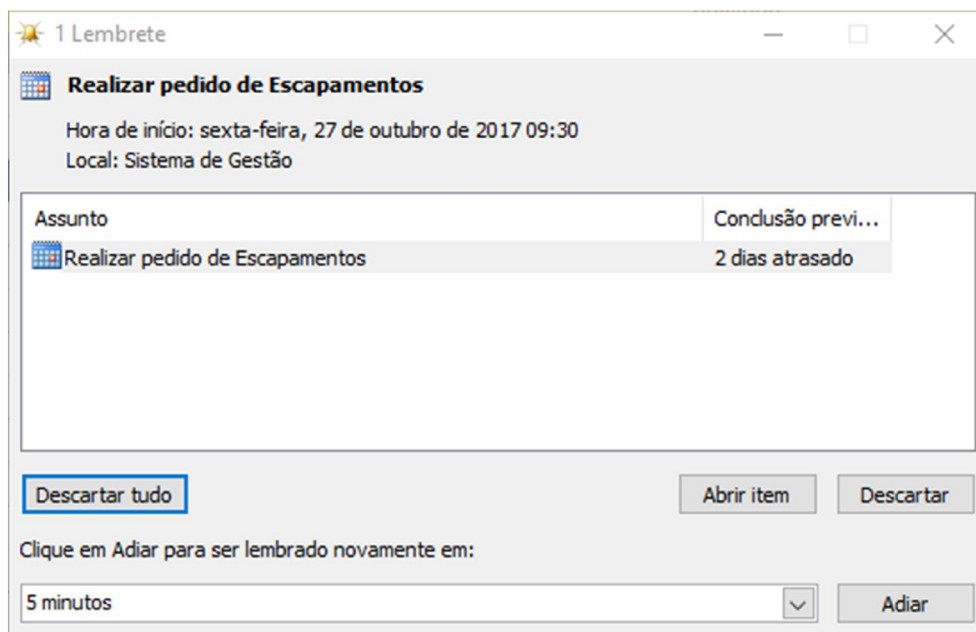 1 Lembrete
Realizar pedido de Escapamentos
Hora de início: sexta-feira, 27 de outubro de 2017 09:30
Local: Sistema de Gestão
Assunto Conclusão previ...
Realizar pedido de Escapamentos 2 dias atrasado
Descartar tudo Abrir item Descartar
Clique em Adiar para ser lembrado novamente em:
5 minutos Adiar